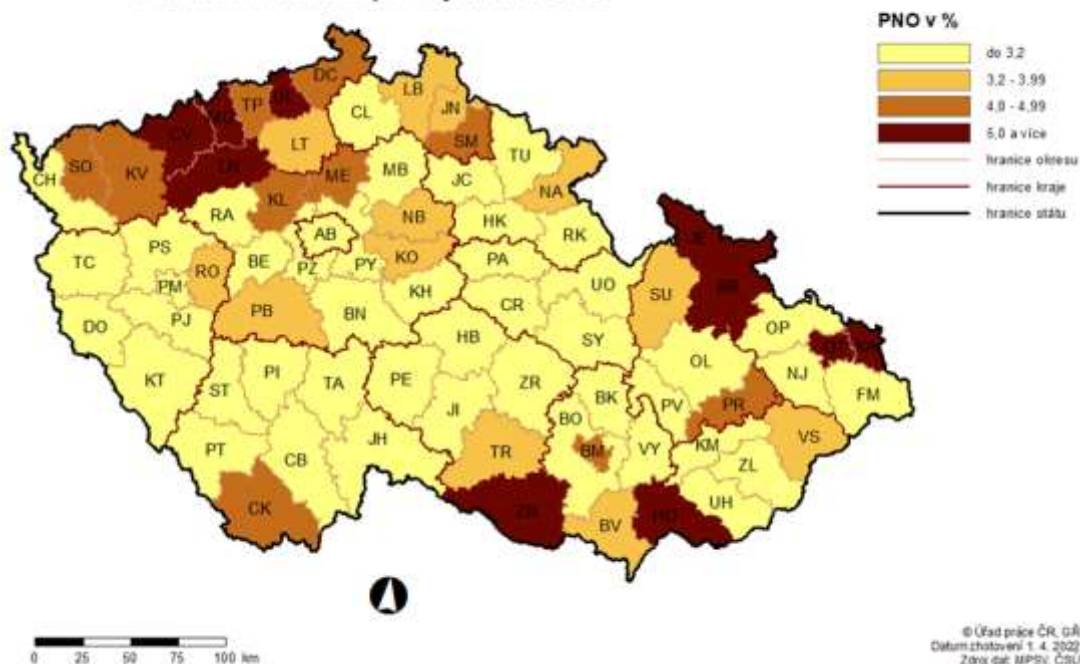 PNO v %
do 3,2
3,2 - 3,99
4,0 - 4,99
5,0 a více
hranice okresu
hranice kraje
hranice státu
DC
LB
TP
JN
CL
LT
SM
TU
SO
KV
ME
MB
JC
NA
CH
KL
RA
NB
HK
RK
AB
TC
PS
RO
BE
PZ
PY
KO
PA
PM
KH
UO
SU
PB
BN
CR
DO
PJ
HB
SY
OP
OL
KT
ST
PI
TA
PE
ZR
NJ
FM
JI
BO
BK
PV
PR
PT
CB
JH
TR
BM
VY
KM
VS
ZL
CK
BV
UH
0 25 50 75 100 km
© Úřad práce ČR, GŘ
Datum zhotovení 1. 4. 2022
Zdroj dat: MPSV, ČSÚ